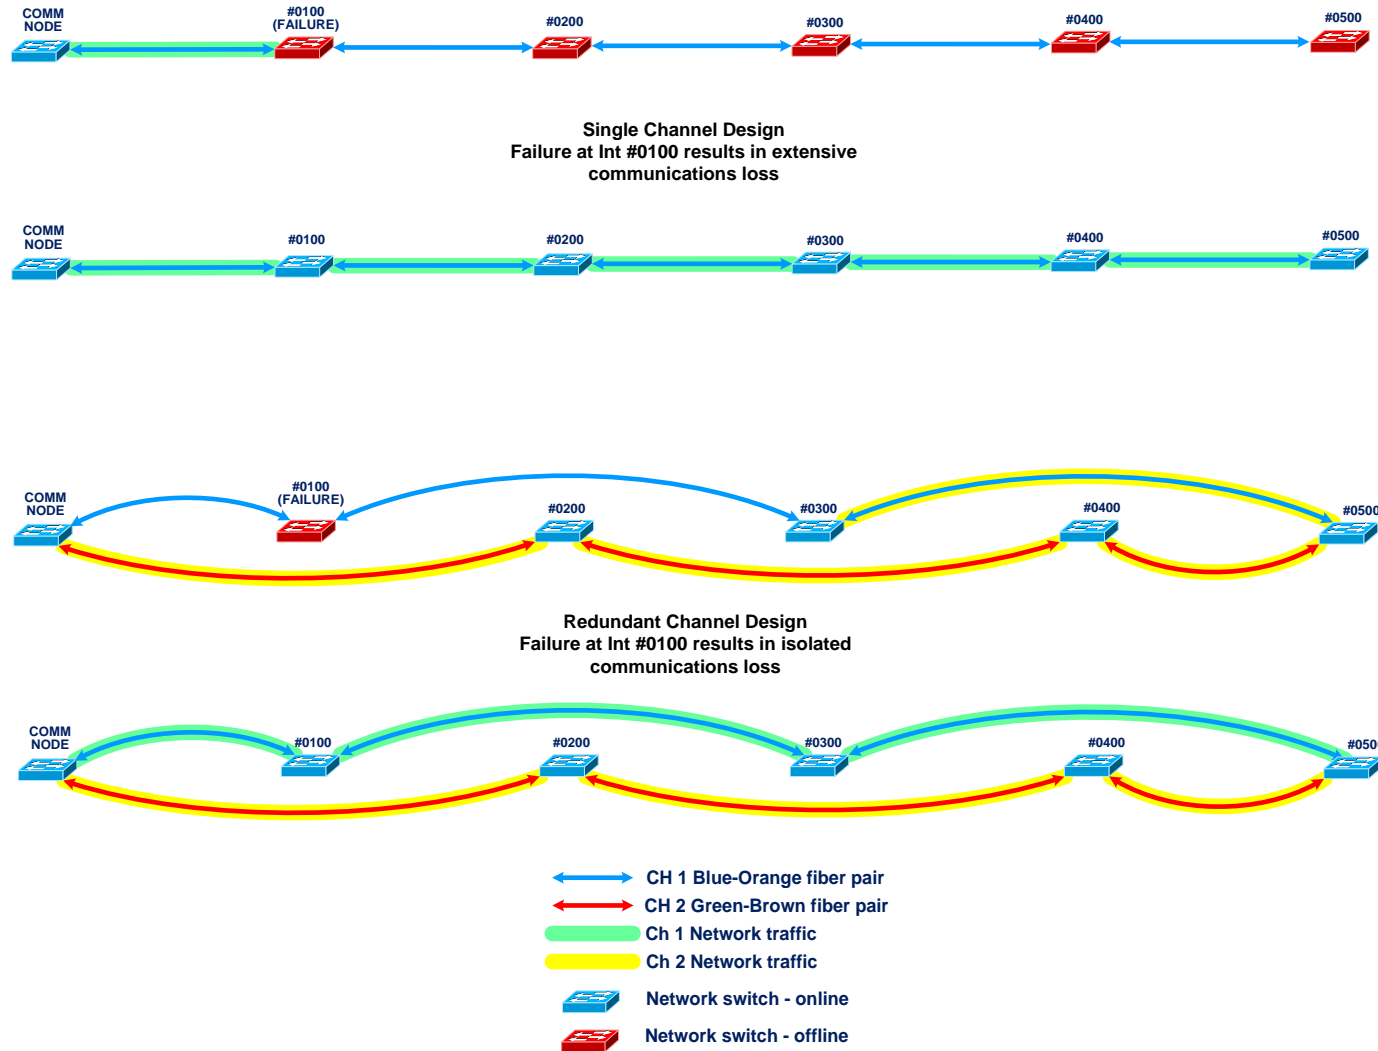 COMM
NODE
#0100
(FAILURE)
#0200
#0300
#0400
#0500
Single Channel Design
Failure at Int #0100 results in extensive
communications loss
COMM
NODE
#0100
#0200
#0300
#0400
#0500
COMM
NODE
#0100
(FAILURE)
#0200
#0300
#0400
#0500
Redundant Channel Design
Failure at Int #0100 results in isolated
communications loss
COMM
NODE
#0100
#0200
#0300
#0400
#0500
CH 1 Blue-Orange fiber pair
CH 2 Green-Brown fiber pair
Ch 1 Network traffic
Ch 2 Network traffic
Network switch - online
Network switch - offline